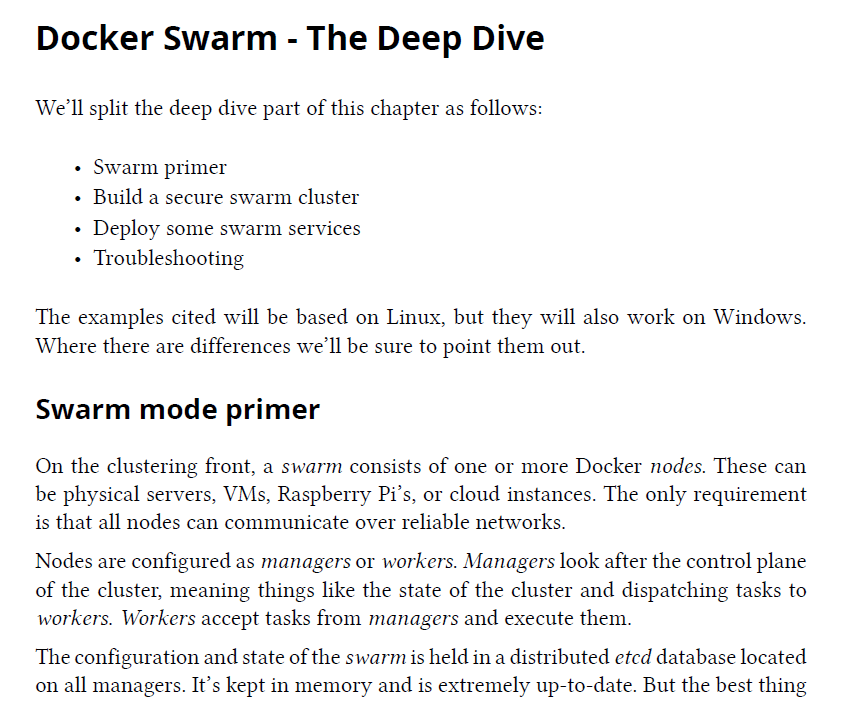 Docker Swarm - The Deep Dive
We’ll split the deep dive part of this chapter as follows:
• Swarm primer
• Build a secure swarm cluster
• Deploy some swarm services
• Troubleshooting
The examples cited will be based on Linux, but they will also work on Windows.
Where there are differences we’ll be sure to point them out.
Swarm mode primer
On the clustering front, a swarm consists of one or more Docker nodes. These can
be physical servers, VMs, Raspberry Pi’s, or cloud instances. The only requirement
is that all nodes can communicate over reliable networks.
Nodes are configured as managers or workers. Managers look after the control plane
of the cluster, meaning things like the state of the cluster and dispatching tasks to
workers. Workers accept tasks from managers and execute them.
The configuration and state of the swarm is held in a distributed etcd database located
on all managers. It’s kept in memory and is extremely up-to-date. But the best thing